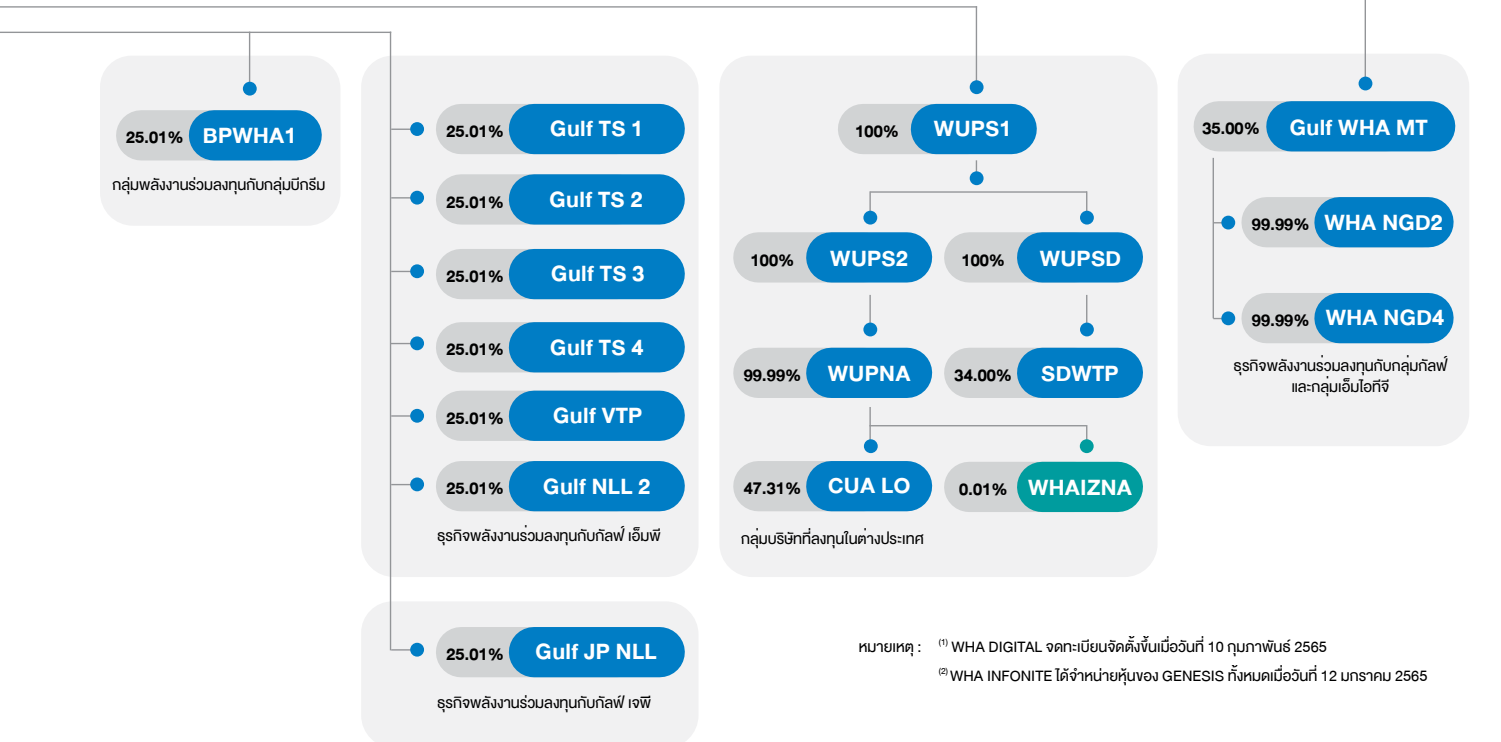 25.01% BPWHA1
กลุ่มพลังงานร่วมลงทุนกับกลุ่มบีกริม
25.01% Gulf TS 1
25.01% Gulf TS 2
25.01% Gulf TS 3
25.01% Gulf TS 4
25.01% Gulf VTP
25.01% Gulf NLL 2
ธุรกิจพลังงานร่วมลงทุนกับกัลฟ์ เอ็มพี
25.01% Gulf JP NLL
ธุรกิจพลังงานร่วมลงทุนกับกัลฟ์ เจพี
100% WUPS1
100% WUPS2 100% WUPSD
99.99% WUPNA 34.00% SDWTP
47.31% CUA LO 0.01% WHAIZNA
กลุ่มบริษัทที่ลงทุนในต่างประเทศ
35.00% Gulf WHA MT
99.99% WHA NGD2
99.99% WHA NGD4
ธุรกิจพลังงานร่วมลงทุนกับกลุ่มกัลฟ์
และกลุ่มเอ็มไอทีจี
หมายเหตุ : (1) WHA DIGITAL จดทะเบียนจัดตั้งขึ้นเมื่อวันที่ 10 กุมภาพันธ์ 2565
(2) WHA INFONITE ได้จำหน่ายหุ้นของ GENESIS ทั้งหมดเมื่อวันที่ 12 มกราคม 2565